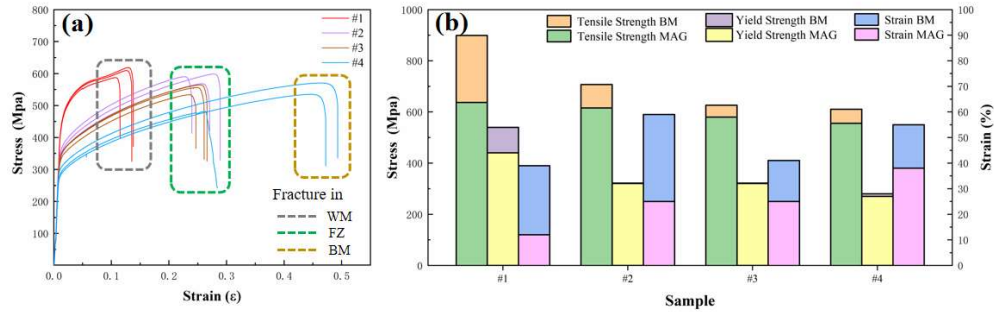 (a)
#1
#2
#3
#4
Stress (Mpa)
800
700
600
500
400
300
200
100
0.0 0.1 0.2 0.3 0.4 0.5
Strain (ε)
Fracture in
WM
FZ
BM
(b)
Tensile Strength BM
Yield Strength BM
Strain BM
Tensile Strength MAG
Yield Strength MAG
Strain MAG
Stress (Mpa)
1000
800
600
400
200
0
#1 #2 #3 #4
Sample
Strain (%)
100
90
80
70
60
50
40
30
20
10
0